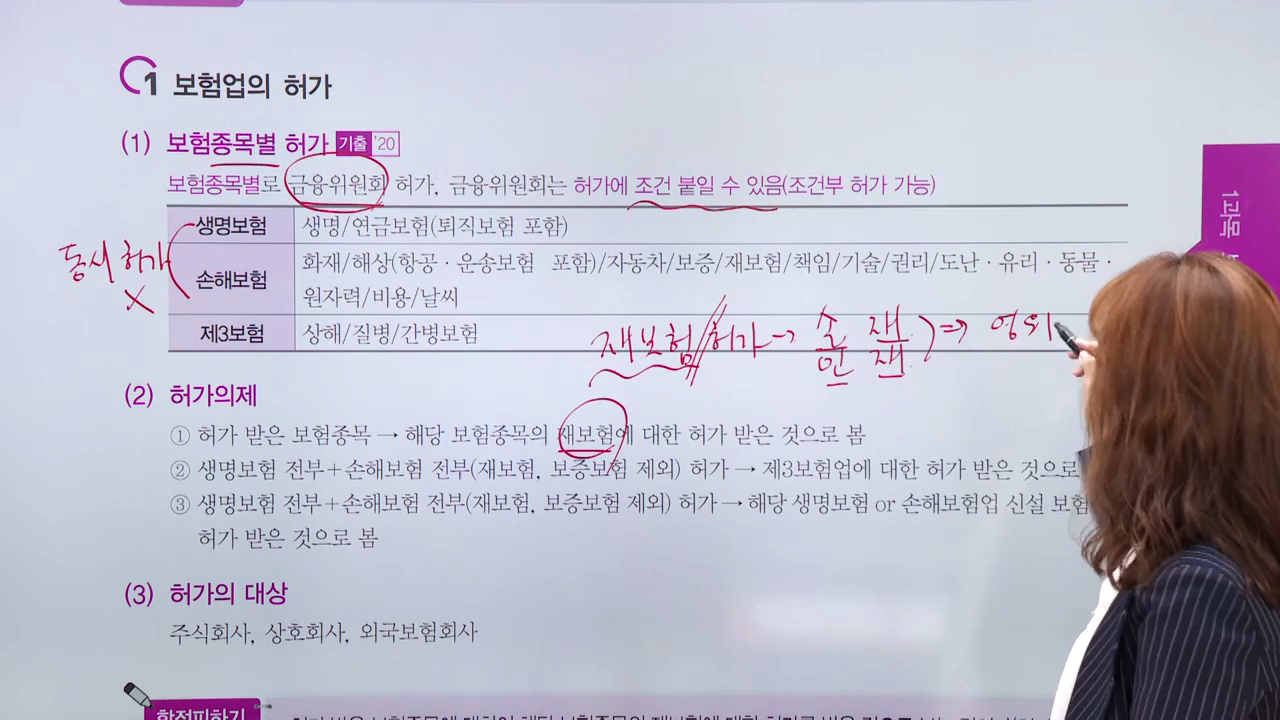 1 보험업의 허가
(1) 보험종목별 허가 기출 '20
보험종목별로 금융위원회 허가, 금융위원회는 허가에 조건 붙일 수 있음(조건부 허가 가능)
생명보험 생명/연금보험(퇴직보험 포함)
동시 허가 X
손해보험 화재/해상(항공·운송보험 포함)/자동차/보증/재보험/책임/기술/권리/도난·유리·동물·
원자력/비용/날씨
제3보험 상해/질병/간병보험
재보험 허가 → 손 재
인 재 ⇒ 영위
(2) 허가의제
① 허가 받은 보험종목 → 해당 보험종목의 재보험에 대한 허가 받은 것으로 봄
② 생명보험 전부+손해보험 전부(재보험, 보증보험 제외) 허가 → 제3보험업에 대한 허가 받은 것으로
③ 생명보험 전부+손해보험 전부(재보험, 보증보험 제외) 허가 → 해당 생명보험 or 손해보험업 신설 보험
허가 받은 것으로 봄
(3) 허가의 대상
주식회사, 상호회사, 외국보험회사
1과목